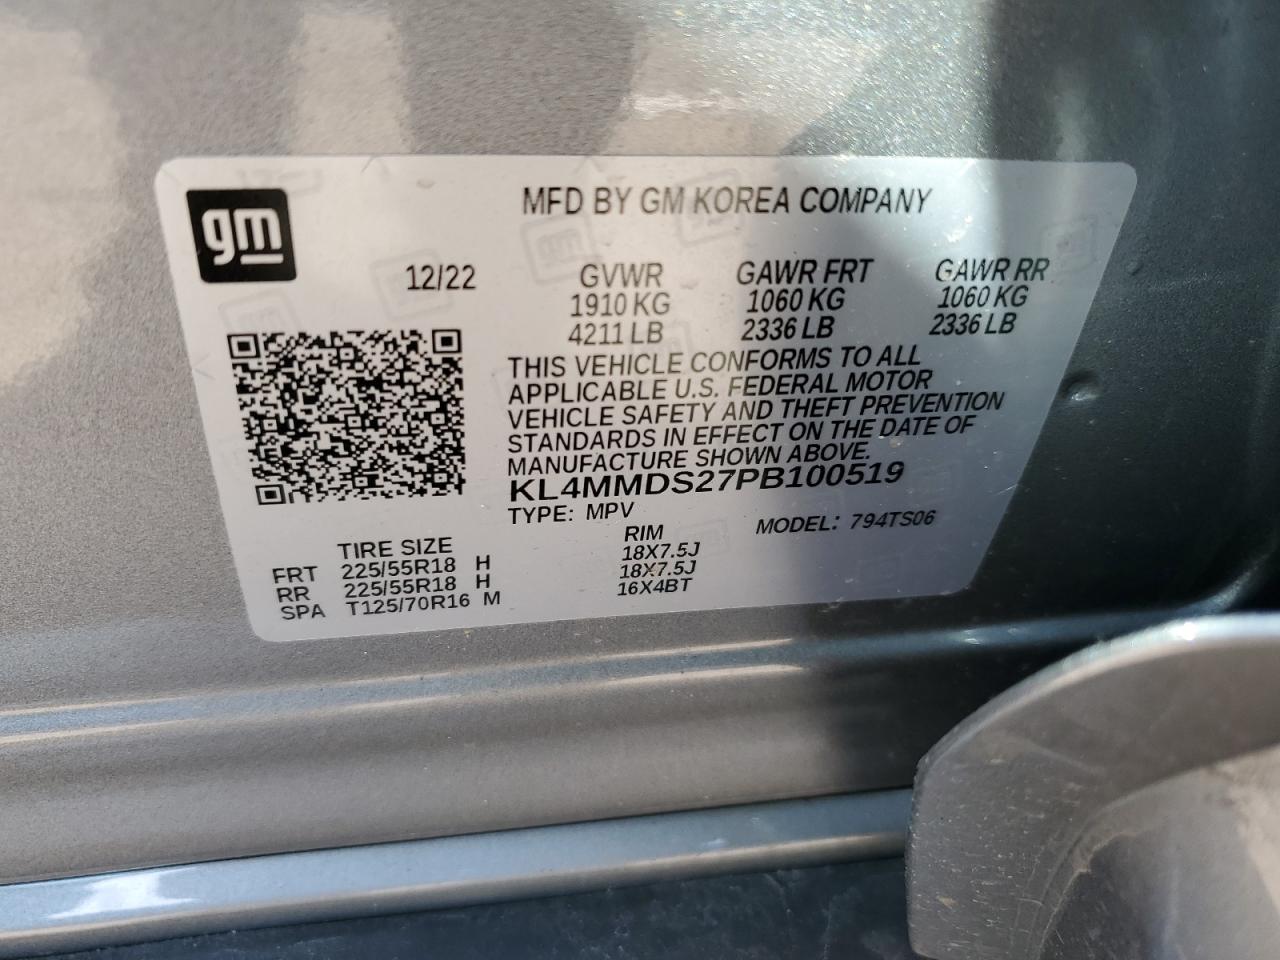 gm
MFD BY GM KOREA COMPANY
12/22 GVWR GAWR FRT GAWR RR
1910 KG 1060 KG 1060 KG
4211 LB 2336 LB 2336 LB
THIS VEHICLE CONFORMS TO ALL
APPLICABLE U.S. FEDERAL MOTOR
VEHICLE SAFETY AND THEFT PREVENTION
STANDARDS IN EFFECT ON THE DATE OF
MANUFACTURE SHOWN ABOVE.
KL4MMDS27PB100519
TYPE: MPV MODEL: 794TS06
TIRE SIZE RIM
FRT 225/55R18 H 18X7.5J
RR 225/55R18 H 18X7.5J
SPA T125/70R16 M 16X4BT